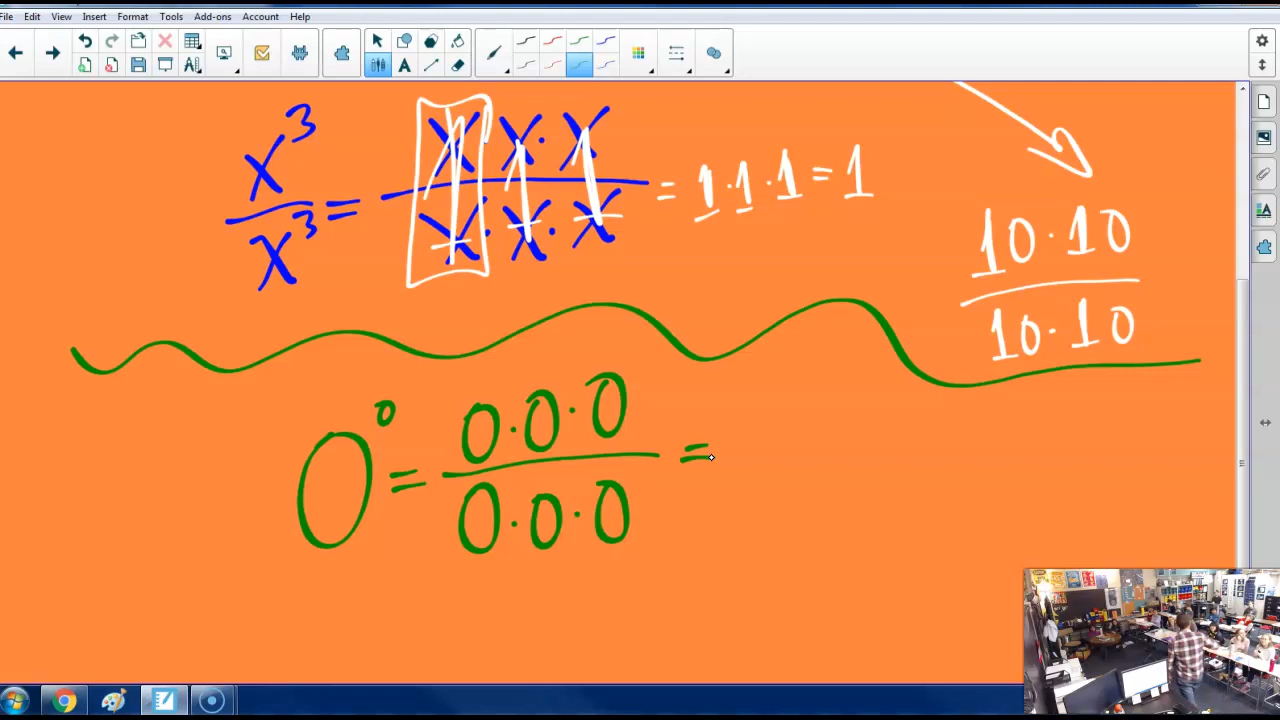 File Edit View Insert Format Tools Add-ons Account Help
x³/x³ = x·x·x/x·x·x = 1·1·1 = 1
10·10/10·10
0⁰ = 0·0·0/0·0·0 =